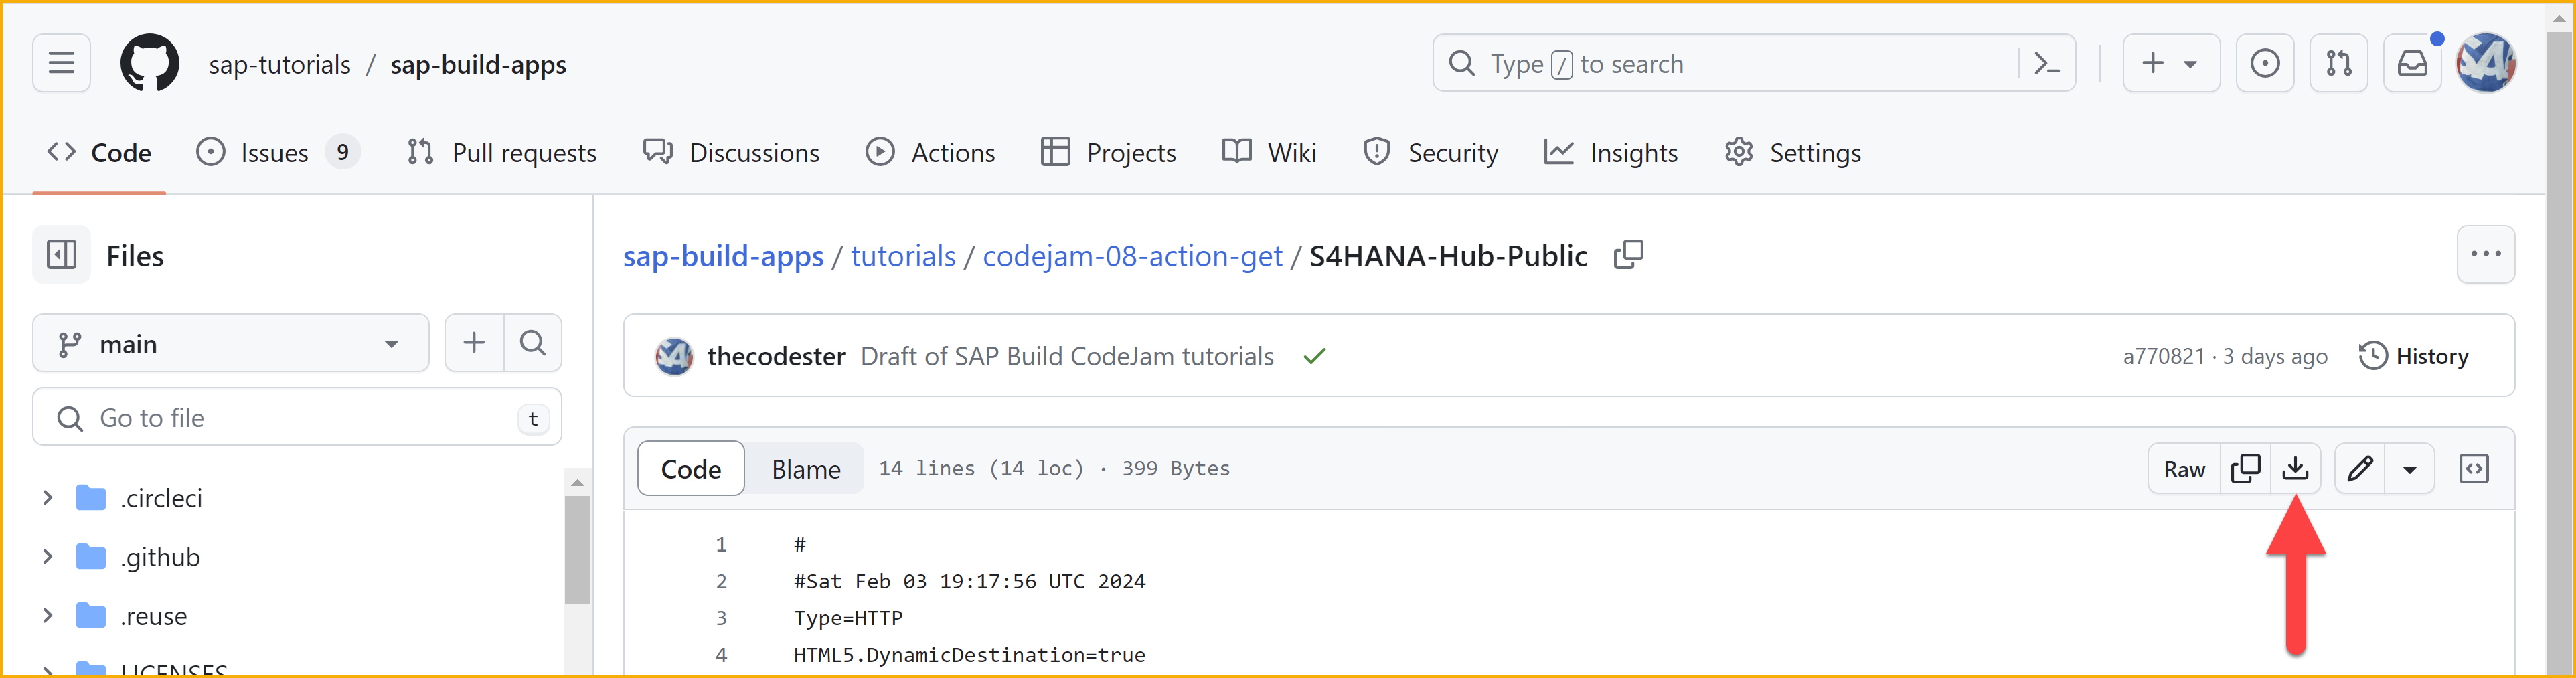 sap-tutorials / sap-build-apps
Type / to search
Code
Issues 9
Pull requests
Discussions
Actions
Projects
Wiki
Security
Insights
Settings
Files
main
Go to file
t
.circleci
.github
.reuse
LICENSES
sap-build-apps / tutorials / codejam-08-action-get / S4HANA-Hub-Public
thecodester Draft of SAP Build CodeJam tutorials
a770821 · 3 days ago
History
Code
Blame
14 lines (14 loc) · 399 Bytes
Raw
1 #
2 #Sat Feb 03 19:17:56 UTC 2024
3 Type=HTTP
4 HTML5.DynamicDestination=true